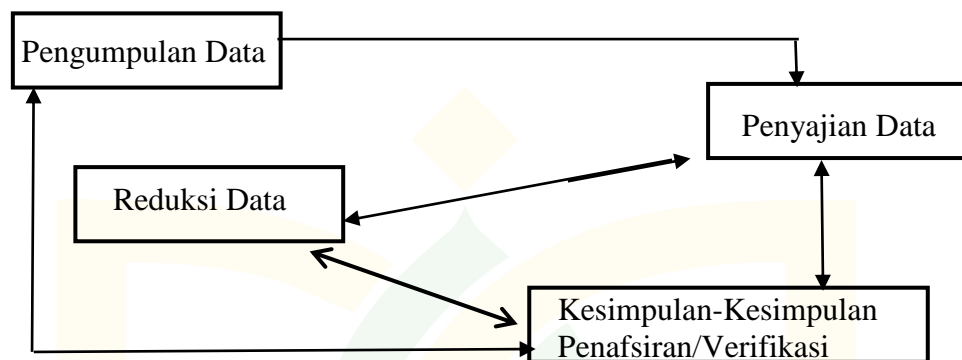 Pengumpulan Data
Penyajian Data
Reduksi Data
Kesimpulan-Kesimpulan
Penafsiran/Verifikasi